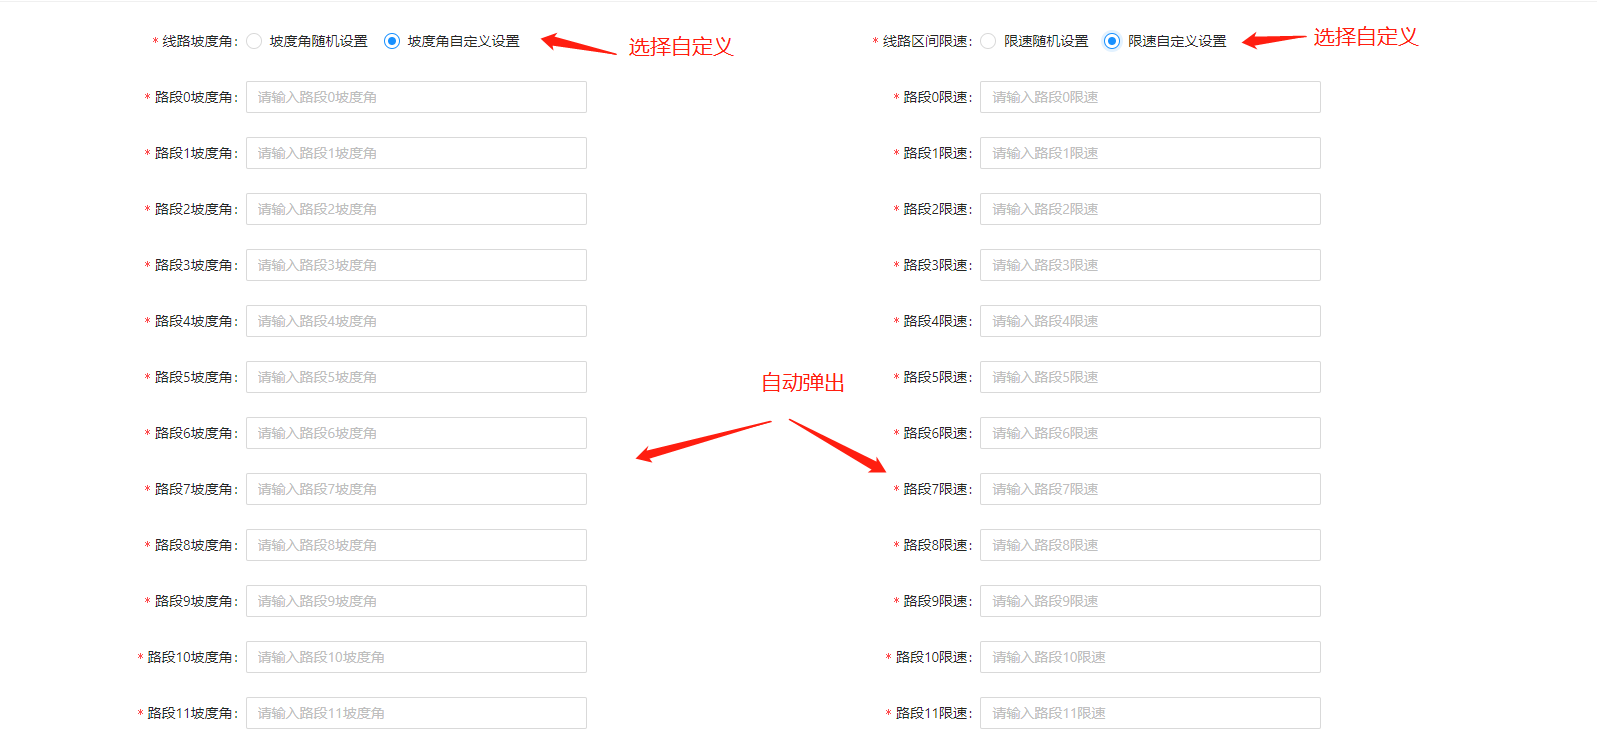 * 线路坡度角: 坡度角随机设置 坡度角自定义设置 选择自定义 * 线路区间限速: 限速随机设置 限速自定义设置 选择自定义
* 路段0坡度角: 请输入路段0坡度角 * 路段0限速: 请输入路段0限速
* 路段1坡度角: 请输入路段1坡度角 * 路段1限速: 请输入路段1限速
* 路段2坡度角: 请输入路段2坡度角 * 路段2限速: 请输入路段2限速
* 路段3坡度角: 请输入路段3坡度角 * 路段3限速: 请输入路段3限速
* 路段4坡度角: 请输入路段4坡度角 * 路段4限速: 请输入路段4限速
* 路段5坡度角: 请输入路段5坡度角 * 路段5限速: 请输入路段5限速
自动弹出
* 路段6坡度角: 请输入路段6坡度角 * 路段6限速: 请输入路段6限速
* 路段7坡度角: 请输入路段7坡度角 * 路段7限速: 请输入路段7限速
* 路段8坡度角: 请输入路段8坡度角 * 路段8限速: 请输入路段8限速
* 路段9坡度角: 请输入路段9坡度角 * 路段9限速: 请输入路段9限速
* 路段10坡度角: 请输入路段10坡度角 * 路段10限速: 请输入路段10限速
* 路段11坡度角: 请输入路段11坡度角 * 路段11限速: 请输入路段11限速